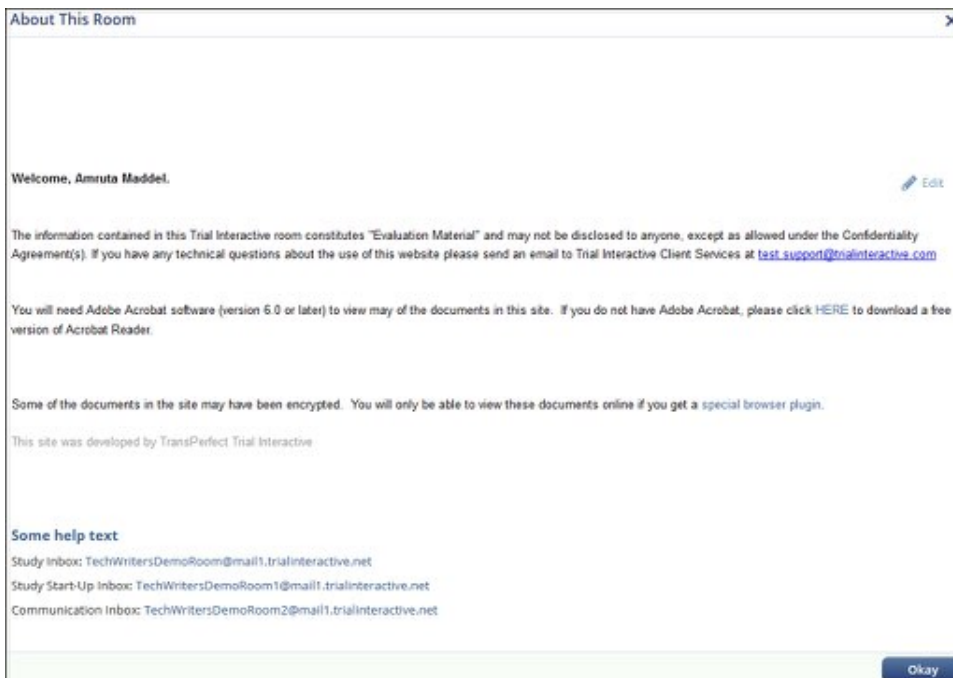 About This Room
Welcome, Amruta Maddel.
Edit
The information contained in this Trial Interactive room constitutes "Evaluation Material" and may not be disclosed to anyone, except as allowed under the Confidentiality
Agreement(s). If you have any technical questions about the use of this website please send an email to Trial Interactive Client Services at test.support@trialinteractive.com
You will need Adobe Acrobat software (version 6.0 or later) to view may of the documents in this site. If you do not have Adobe Acrobat, please click HERE to download a free
version of Acrobat Reader.
Some of the documents in the site may have been encrypted. You will only be able to view these documents online if you get a special browser plugin.
This site was developed by TransPerfect Trial Interactive
Some help text
Study Inbox: TechWritersDemoRoom@mail1.trialinteractive.net
Study Start-Up Inbox: TechWritersDemoRoom1@mail1.trialinteractive.net
Communication Inbox: TechWritersDemoRoom2@mail1.trialinteractive.net
Okay